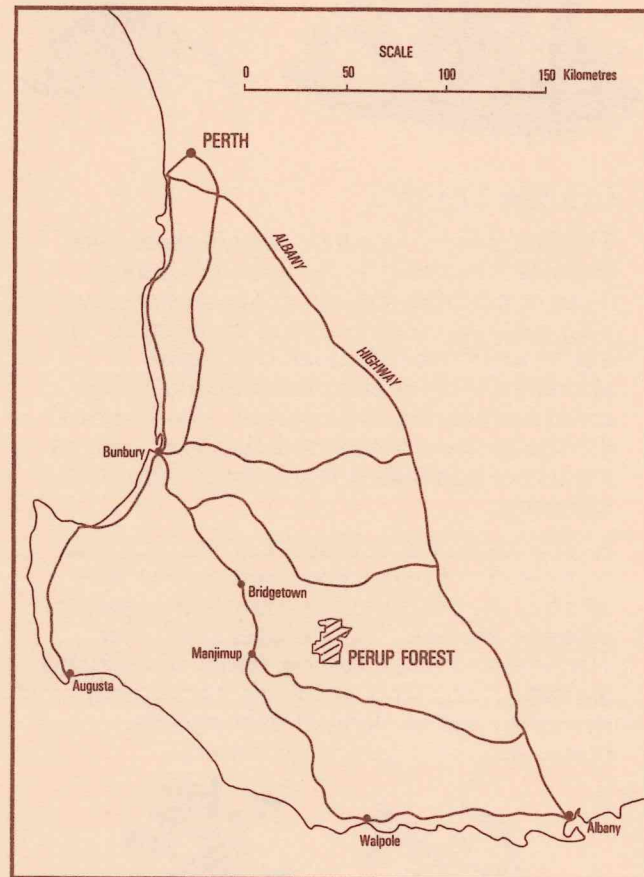 SCALE
0 50 100 150 Kilometres
PERTH
ALBANY
HIGHWAY
Bunbury
Bridgetown
Manjimup
PERUP FOREST
Augusta
Walpole
Albany